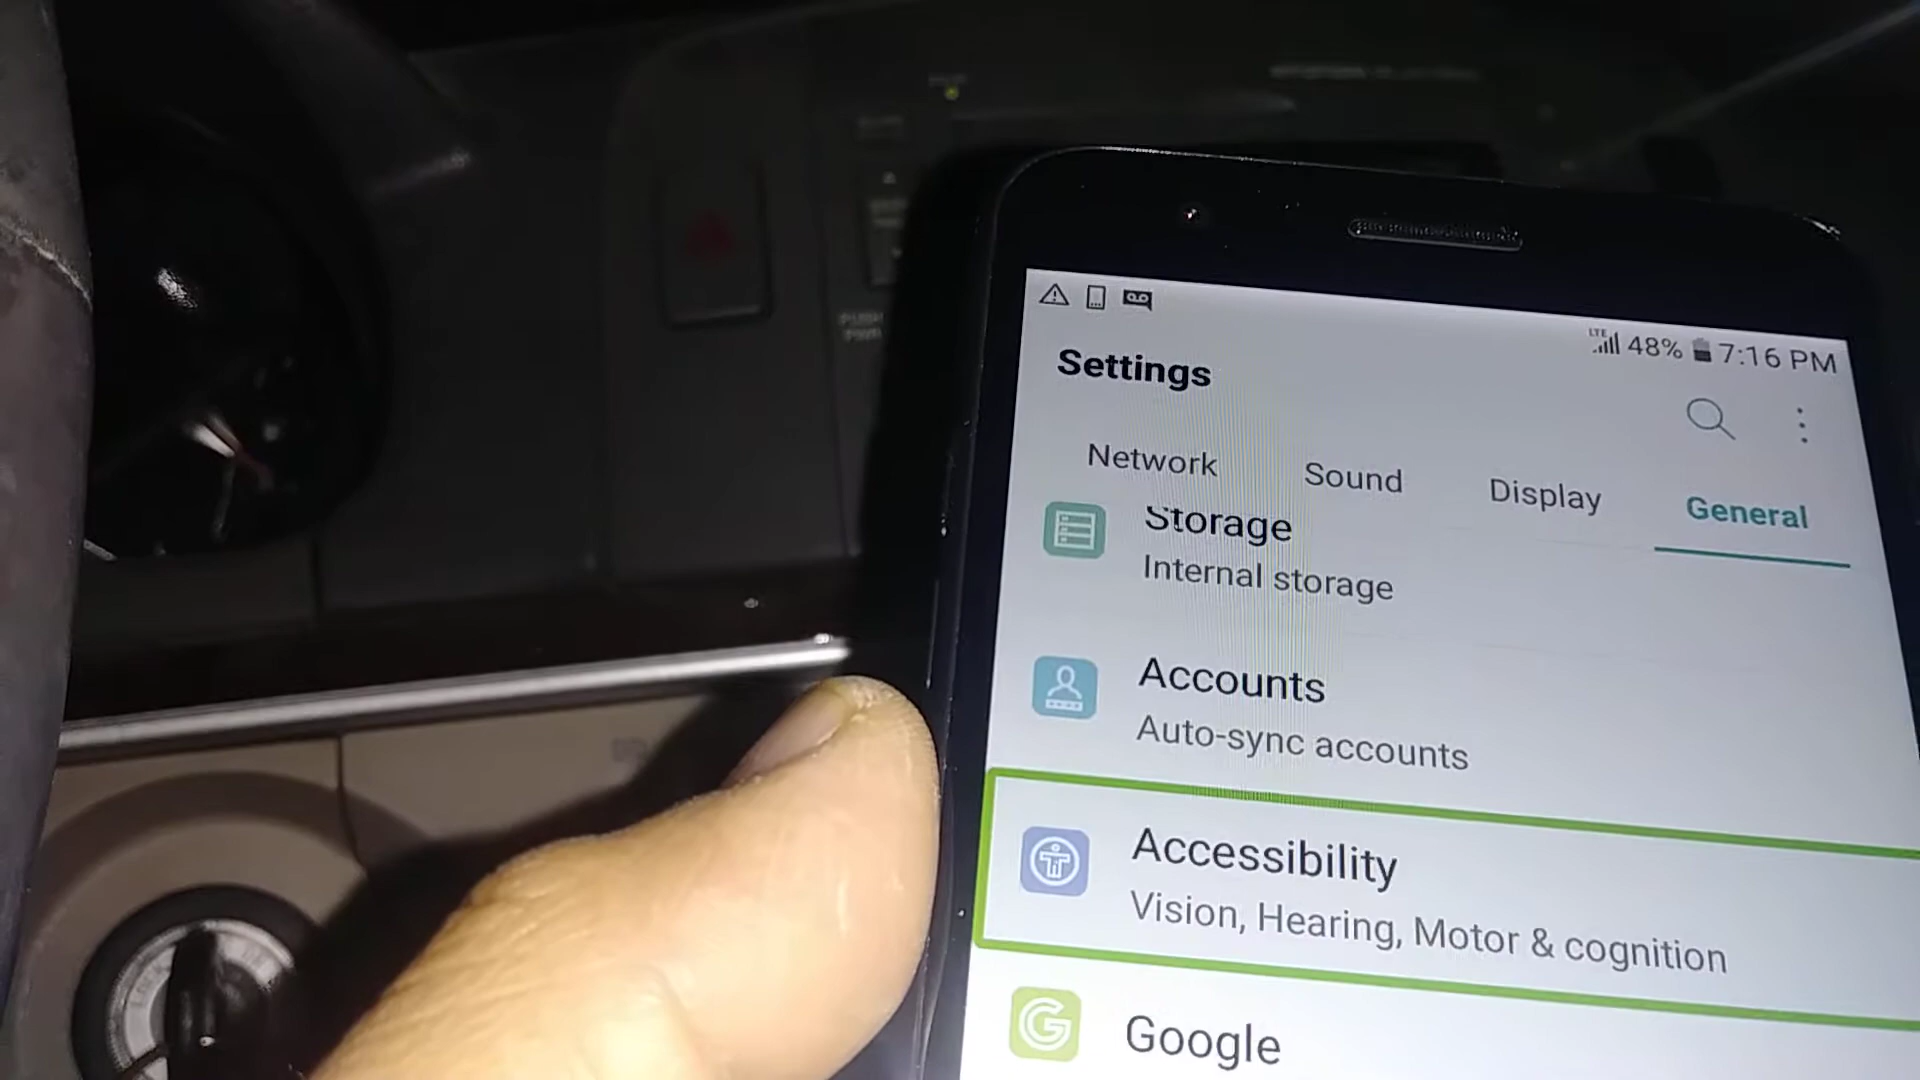 LTE 48% 7:16 PM
Settings
Network Sound Display General
Storage
Internal storage
Accounts
Auto-sync accounts
Accessibility
Vision, Hearing, Motor & cognition
Google